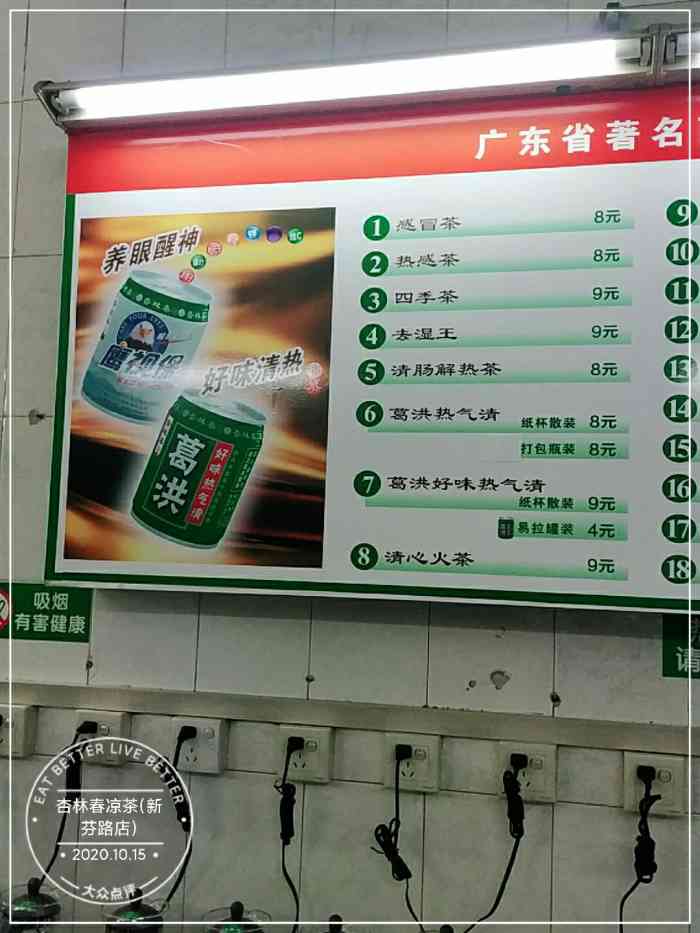 广东省著名
养眼醒神
鹰视保
好味清热
葛洪
好味热气清
1 感冒茶 8元
2 热感茶 8元
3 四季茶 9元
4 去湿王 9元
5 清肠解热茶 8元
6 葛洪热气清 纸杯散装 8元
打包瓶装 8元
7 葛洪好味热气清
纸杯散装 9元
易拉罐装 4元
8 清心火茶 9元
9
10
11
12
13
14
15
16
17
18
吸烟
有害健康
请
EAT BETTER LIVE BETTER
杏林春凉茶(新
芬路店)
2020.10.15
大众点评